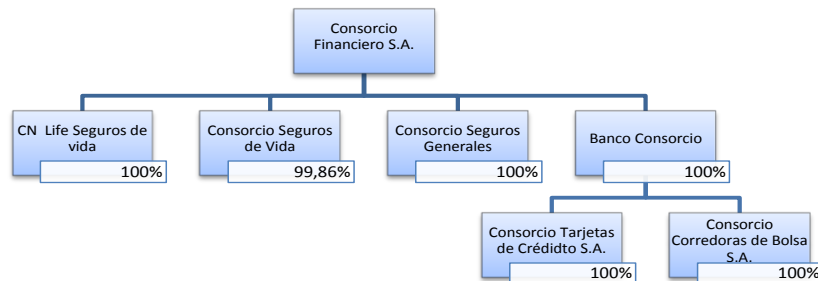 Consorcio
Financiero S.A.
CN  Life Seguros de
vida
100%
Consorcio Seguros
de Vida
99,86%
Consorcio Seguros
Generales
100%
Banco Consorcio
100%
Consorcio Tarjetas
de Crédidto S.A.
100%
Consorcio
Corredoras de Bolsa
S.A.
100%